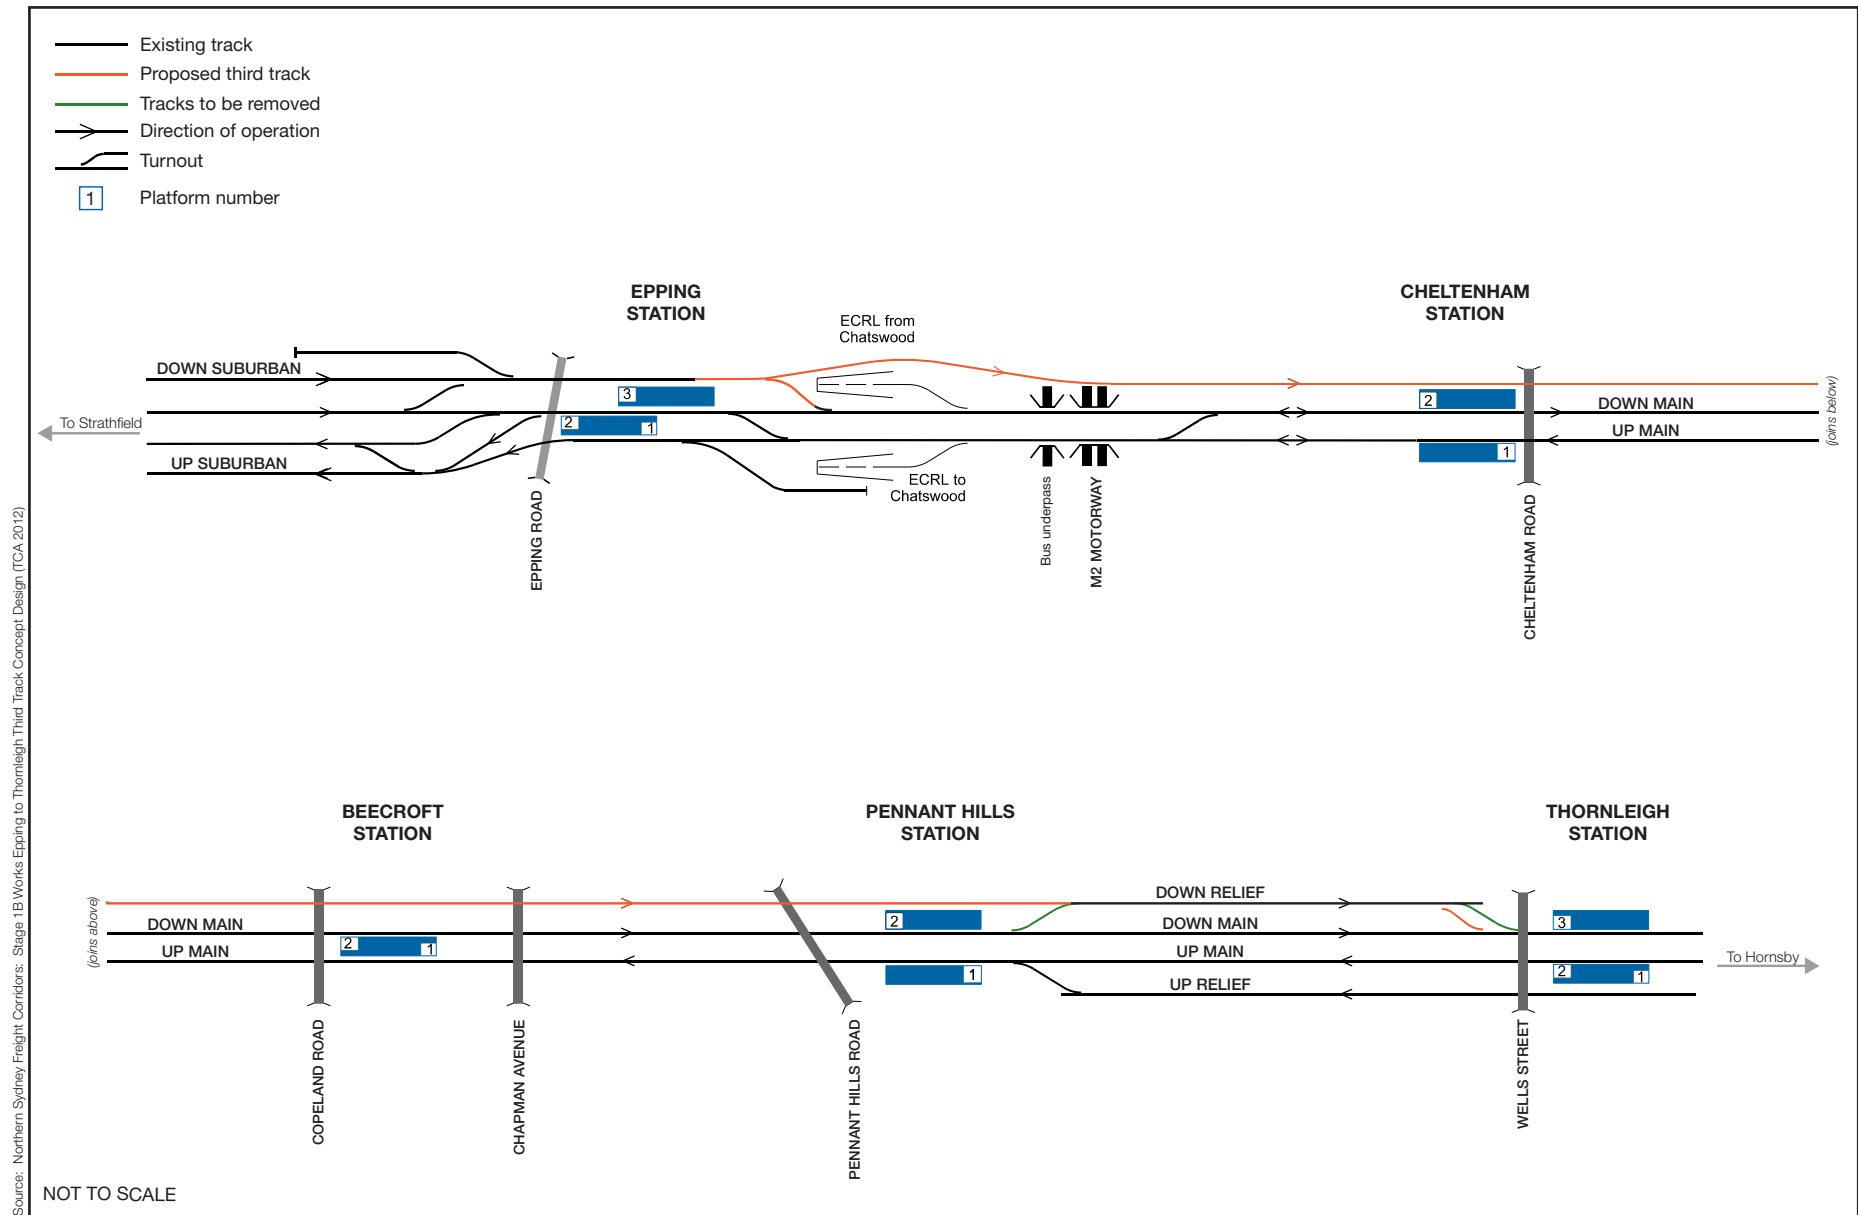 Existing track
Proposed third track
Tracks to be removed
Direction of operation
Turnout
1 Platform number
EPPING
STATION
CHELTENHAM
STATION
ECRL from
Chatswood
DOWN SUBURBAN
3
2
DOWN MAIN
(joins below)
To Strathfield
2
1
UP MAIN
UP SUBURBAN
1
ECRL to
Chatswood
EPPING ROAD
Bus underpass
M2 MOTORWAY
CHELTENHAM ROAD
BEECROFT
STATION
PENNANT HILLS
STATION
THORNLEIGH
STATION
DOWN RELIEF
(joins above)
DOWN MAIN
2
DOWN MAIN
3
2
1
UP MAIN
UP MAIN
To Hornsby
1
2
1
UP RELIEF
COPELAND ROAD
CHAPMAN AVENUE
PENNANT HILLS ROAD
WELLS STREET
NOT TO SCALE
Source: Northern Sydney Freight Corridors: Stage 1B Works Epping to Thornleigh Third Track Concept Design (TCA 2012)